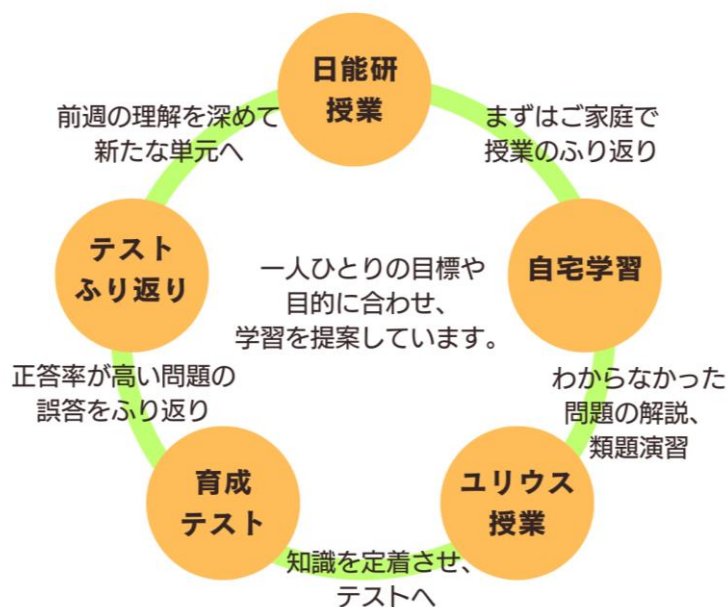 日能研
授業
まずはご家庭で
授業のふり返り
自宅学習
わからなかった
問題の解説、
類題演習
ユリウス
授業
知識を定着させ、
テストへ
育成
テスト
正答率が高い問題の
誤答をふり返り
テスト
ふり返り
前週の理解を深めて
新たな単元へ
一人ひとりの目標や
目的に合わせ、
学習を提案しています。